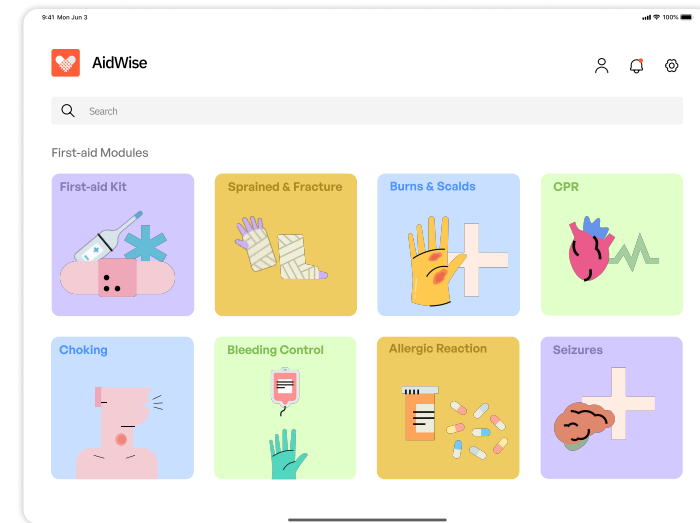 9:41 Mon Jun 3
100%
AidWise
Search
First-aid Modules
First-aid Kit
Sprained & Fracture
Burns & Scalds
CPR
Choking
Bleeding Control
Allergic Reaction
Seizures